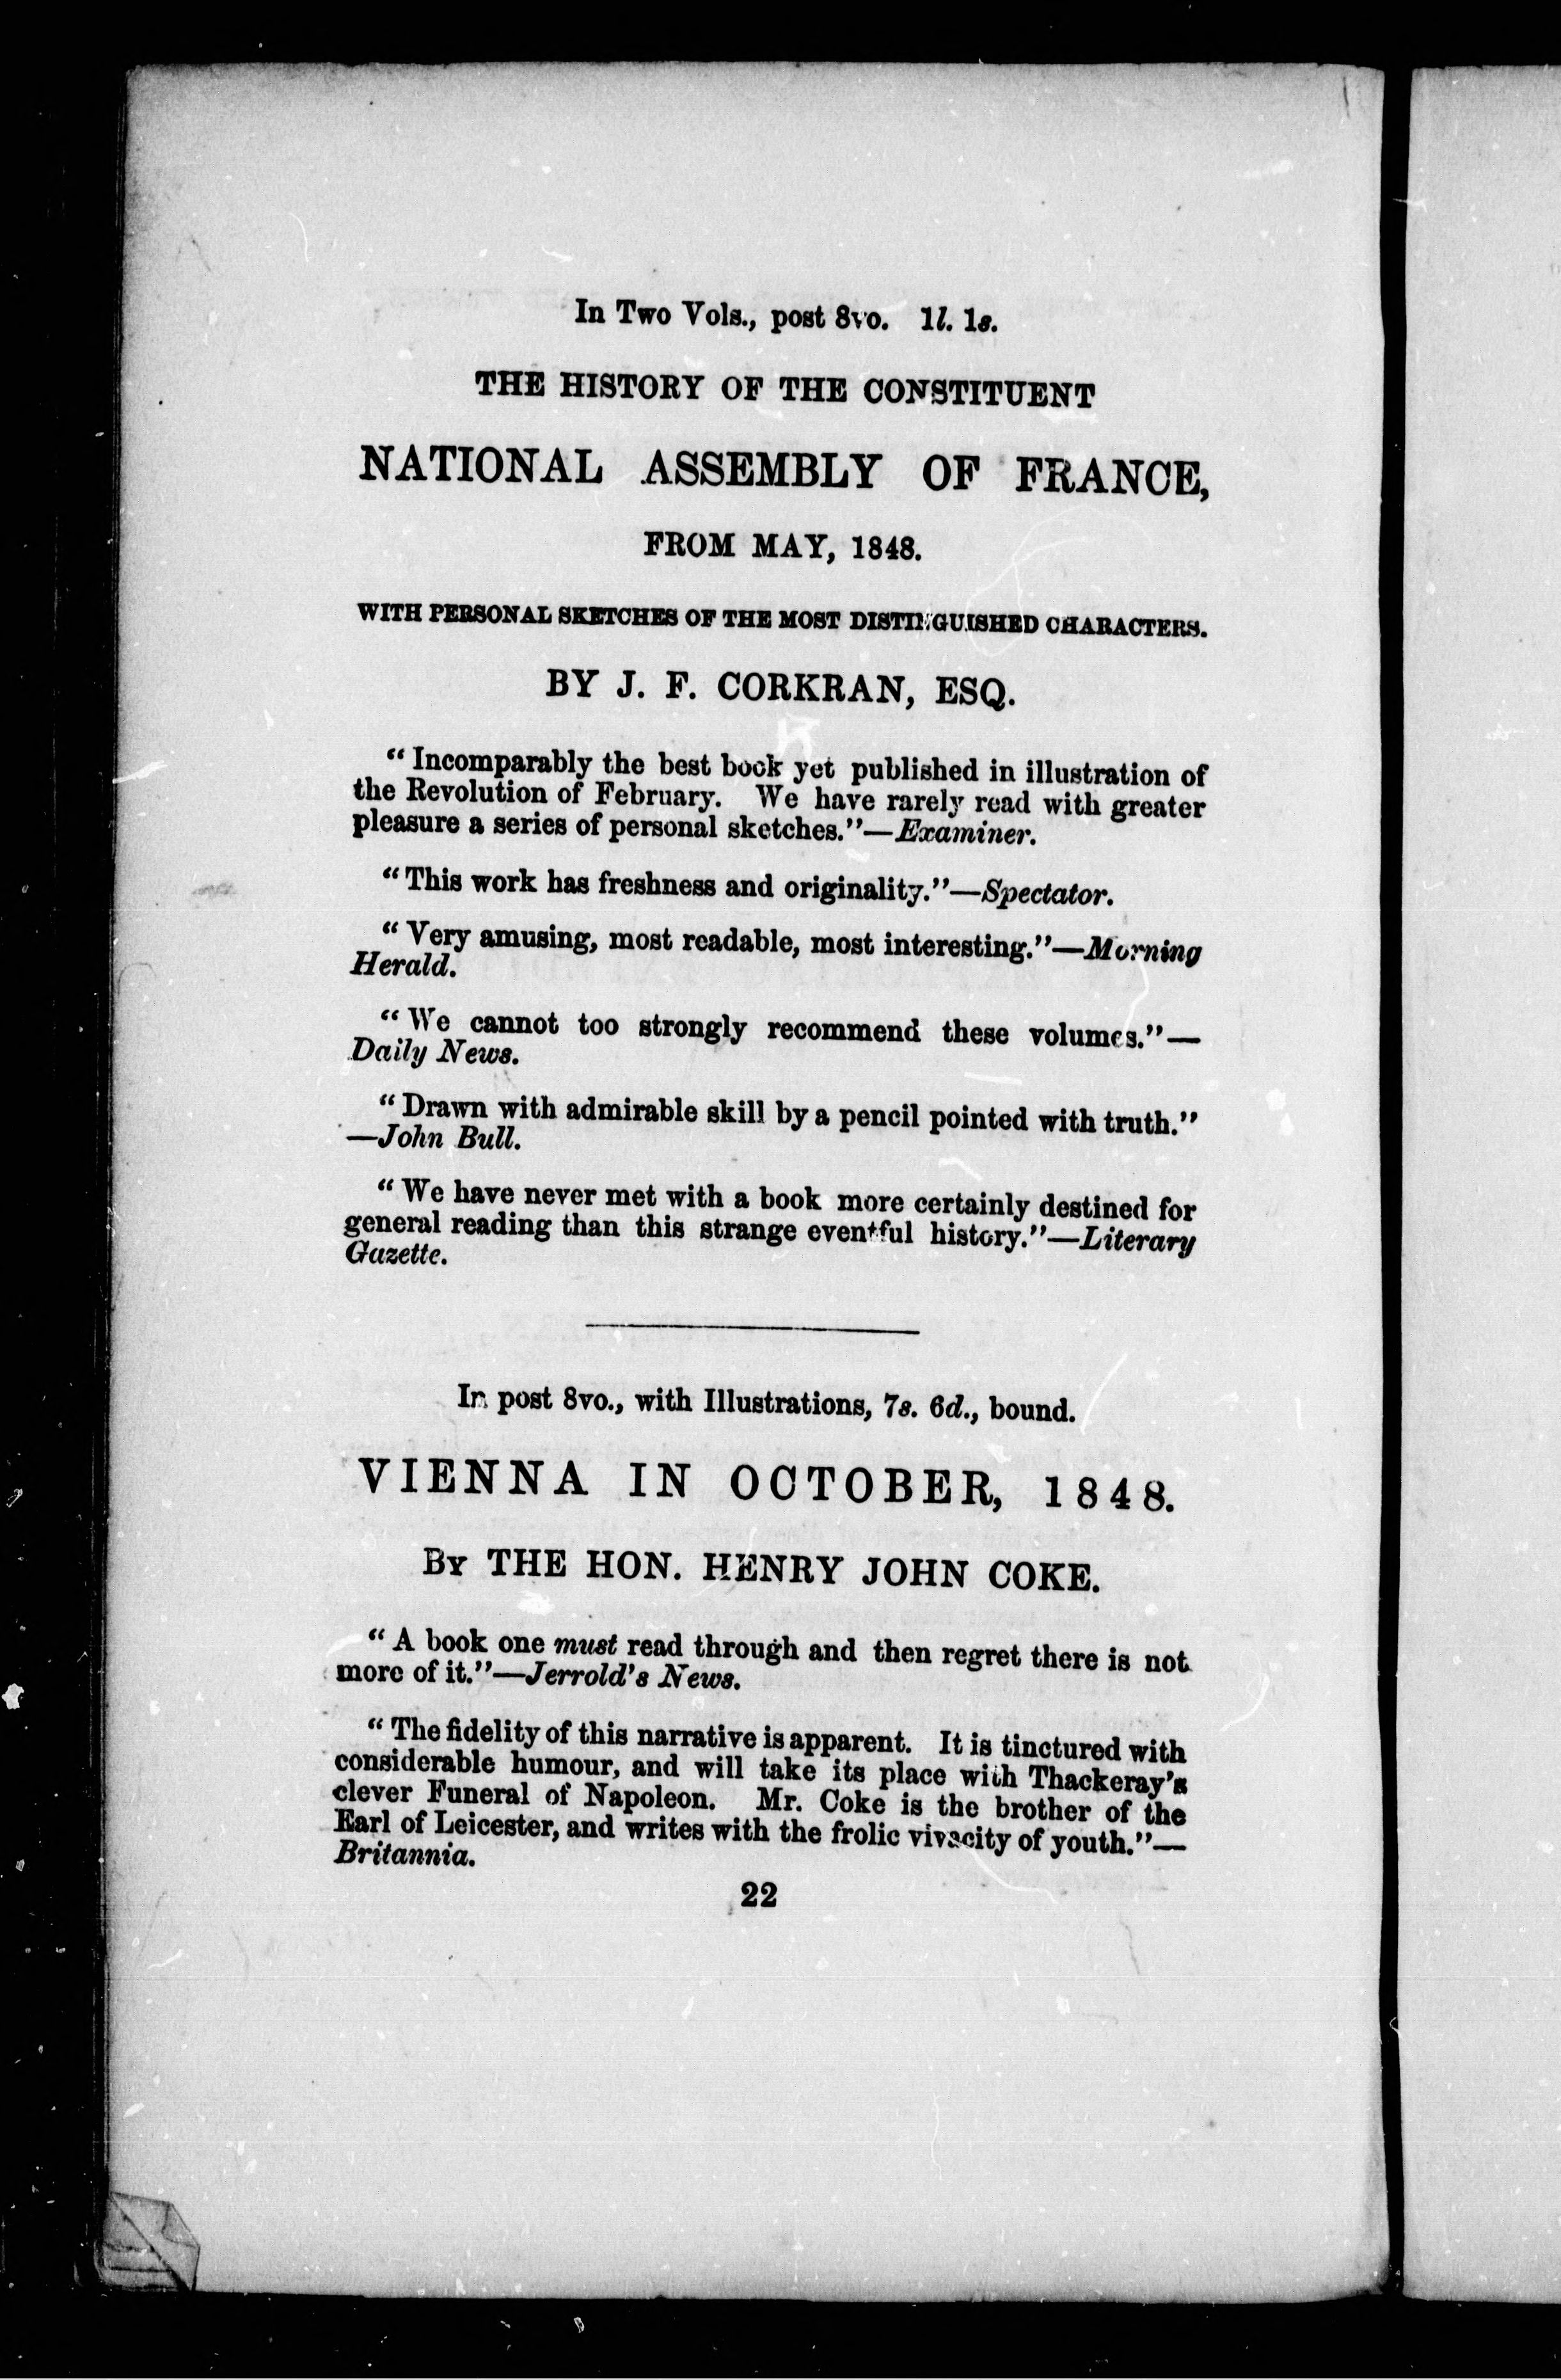 In Two Vols., post 8vo. 1l. 1s.
THE HISTORY OF THE CONSTITUENT
NATIONAL ASSEMBLY OF FRANCE,
FROM MAY, 1848.
WITH PERSONAL SKETCHES OF THE MOST DISTINGUISHED CHARACTERS.
BY J. F. CORKRAN, ESQ.
“Incomparably the best book yet published in illustration of
the Revolution of February. We have rarely read with greater
pleasure a series of personal sketches.”—Examiner.
“This work has freshness and originality.”—Spectator.
“Very amusing, most readable, most interesting.”—Morning
Herald.
“We cannot too strongly recommend these volumes.”—
Daily News.
“Drawn with admirable skill by a pencil pointed with truth.”
—John Bull.
“We have never met with a book more certainly destined for
general reading than this strange eventful history.”—Literary
Gazette.
In post 8vo., with Illustrations, 7s. 6d., bound.
VIENNA IN OCTOBER, 1848.
By THE HON. HENRY JOHN COKE.
“A book one must read through and then regret there is not
more of it.”—Jerrold’s News.
“The fidelity of this narrative is apparent. It is tinctured with
considerable humour, and will take its place with Thackeray’s
clever Funeral of Napoleon. Mr. Coke is the brother of the
Earl of Leicester, and writes with the frolic vivacity of youth.”—
Britannia.
22